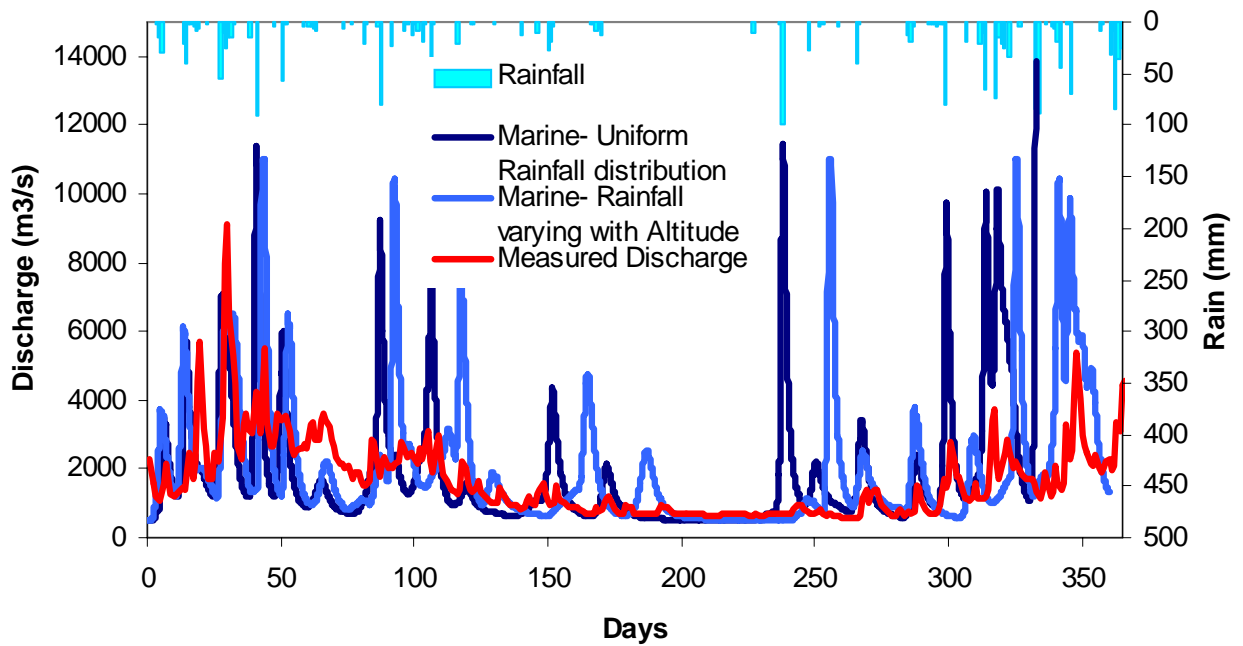 14000
12000
10000
8000
6000
4000
2000
0
Discharge (m3/s)
Rainfall
Marine- Uniform
Rainfall distribution
Marine- Rainfall
varying with Altitude
Measured Discharge
0
50
100
150
200
250
300
350
400
450
500
Rain (mm)
0 50 100 150 200 250 300 350
Days